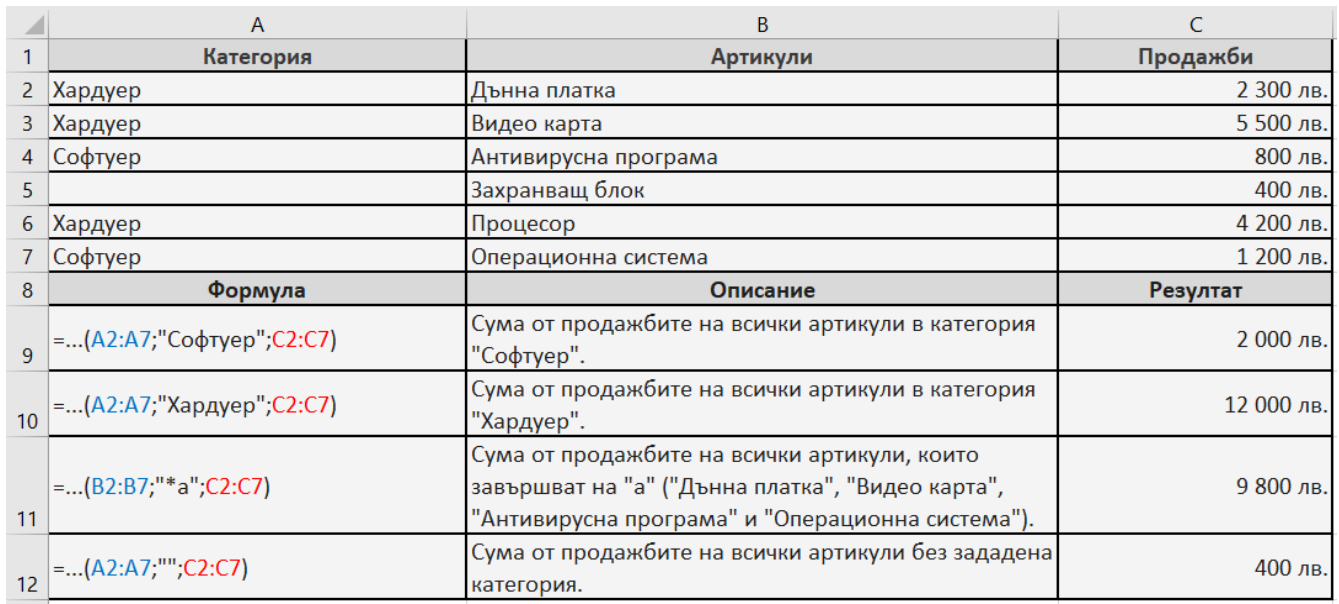 A B C
1 Категория Артикули Продажби
2 Хардуер Дънна платка 2 300 лв.
3 Хардуер Видео карта 5 500 лв.
4 Софтуер Антивирусна програма 800 лв.
5 Захранващ блок 400 лв.
6 Хардуер Процесор 4 200 лв.
7 Софтуер Операционна система 1 200 лв.
8 Формула Описание Резултат
9 =...(A2:A7;"Софтуер";C2:C7) Сума от продажбите на всички артикули в категория
"Софтуер". 2 000 лв.
10 =...(A2:A7;"Хардуер";C2:C7) Сума от продажбите на всички артикули в категория
"Хардуер". 12 000 лв.
11 =...(B2:B7;"*а";C2:C7) Сума от продажбите на всички артикули, които
завършват на "а" ("Дънна платка", "Видео карта",
"Антивирусна програма" и "Операционна система"). 9 800 лв.
12 =...(A2:A7;"";C2:C7) Сума от продажбите на всички артикули без зададена
категория. 400 лв.